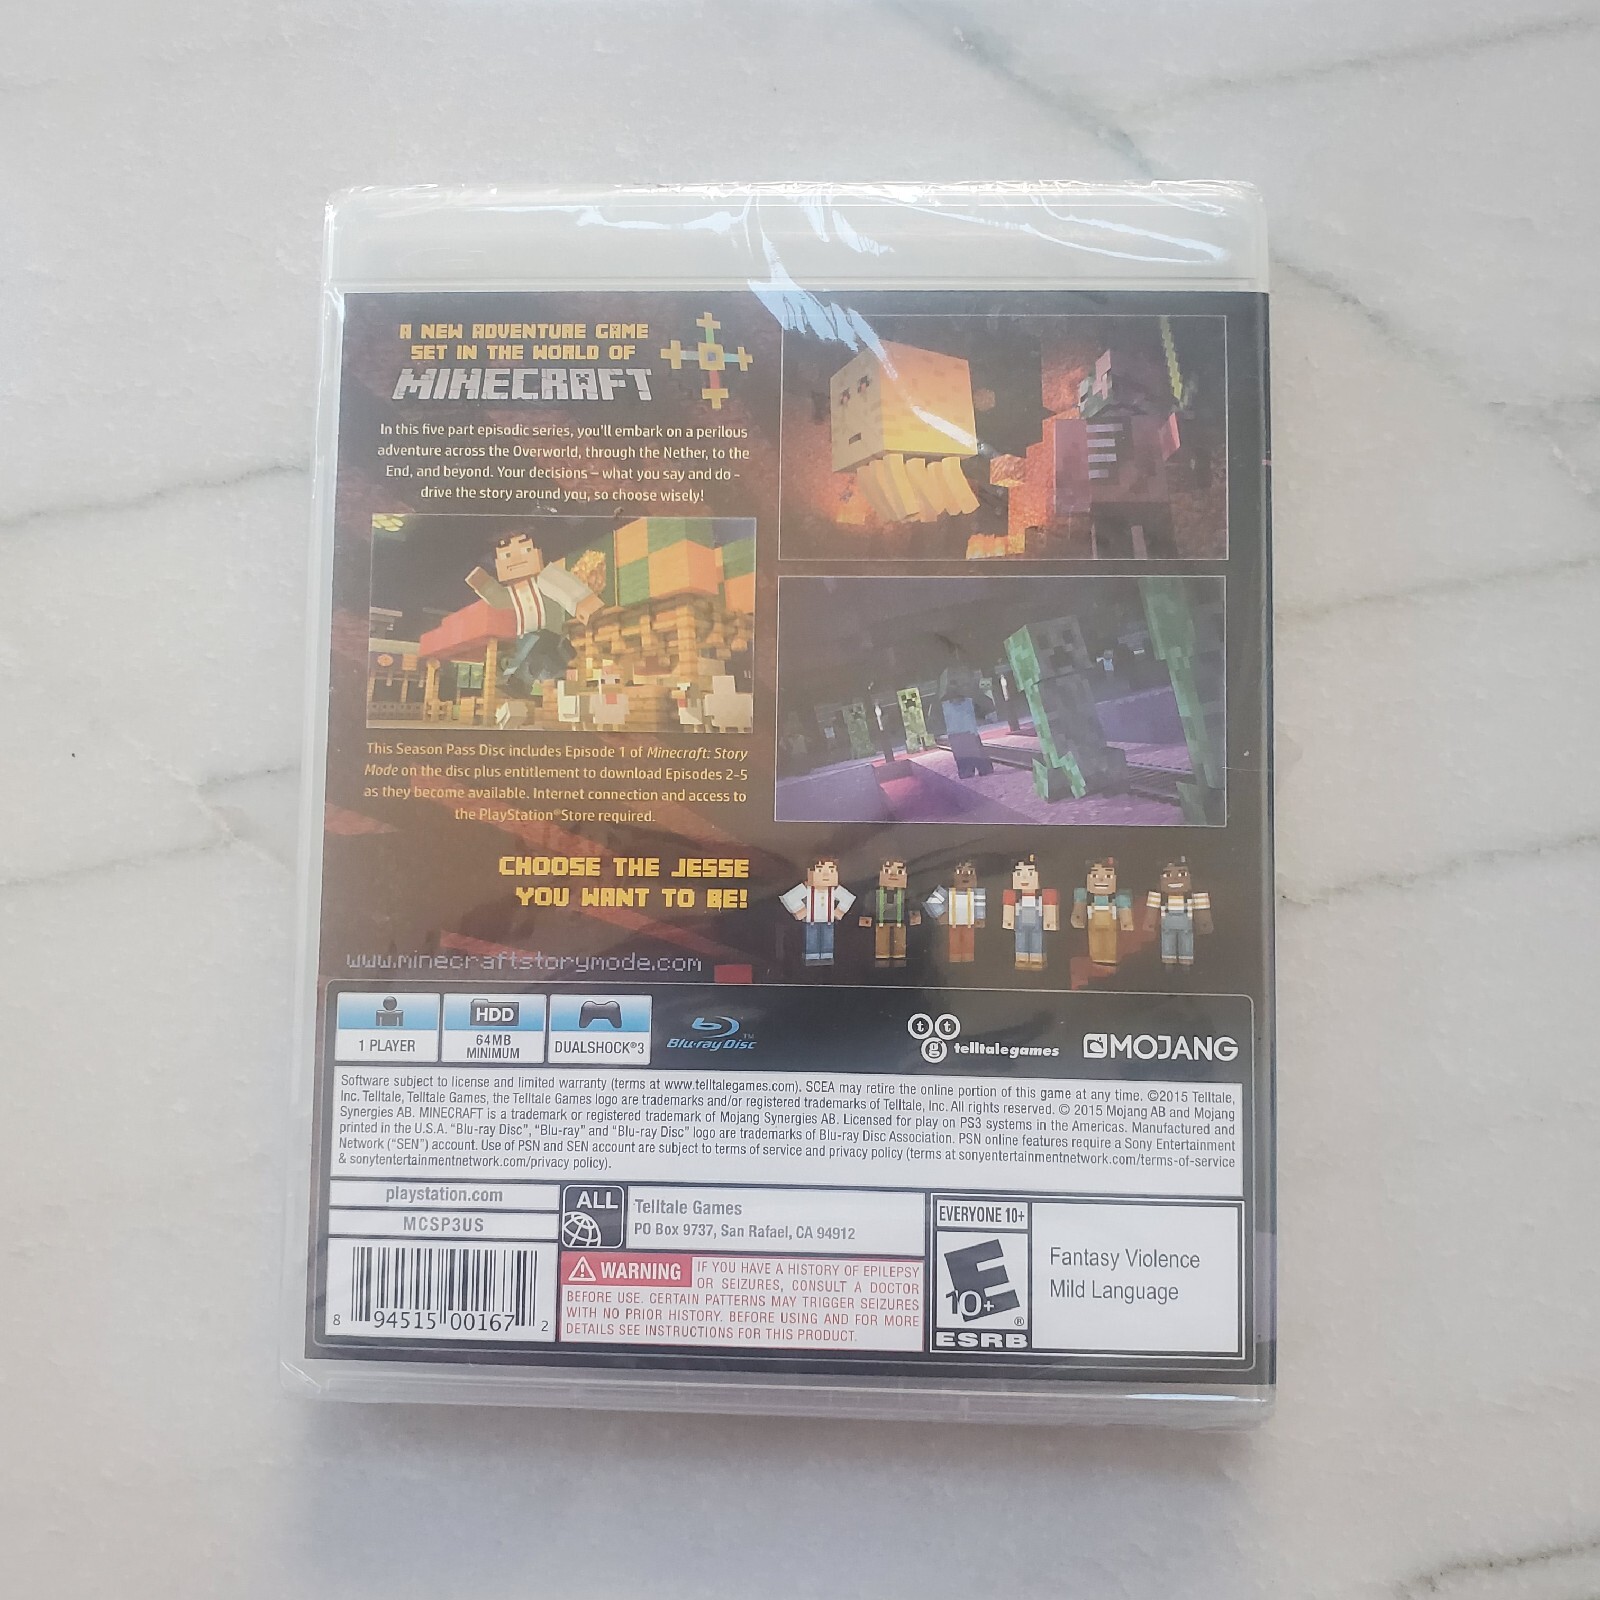 A NEW ADVENTURE GAME
SET IN THE WORLD OF
MINECRAFT
In this five part episodic series, you'll embark on a perilous
adventure across the Overworld, through the Nether, to the
End, and beyond. Your decisions – what you say and do –
drive the story around you, so choose wisely!
This Season Pass Disc includes Episode 1 of Minecraft: Story
Mode on the disc plus entitlement to download Episodes 2-5
as they become available. Internet connection and access to
the PlayStation®Store required.
CHOOSE THE JESSE
YOU WANT TO BE!
www.minecraftstorymode.com
1 PLAYER
HDD
64MB
MINIMUM
DUALSHOCK®3
Blu-ray Disc™
ttg telltalegames
MOJANG
Software subject to license and limited warranty (terms at www.telltalegames.com). SCEA may retire the online portion of this game at any time. ©2015 Telltale,
Inc. Telltale, Telltale Games, the Telltale Games logo are trademarks and/or registered trademarks of Telltale, Inc. All rights reserved. © 2015 Mojang AB and Mojang
Synergies AB. MINECRAFT is a trademark or registered trademark of Mojang Synergies AB. Licensed for play on PS3 systems in the Americas. Manufactured and
printed in the U.S.A. “Blu-ray Disc”, “Blu-ray” and “Blu-ray Disc” logo are trademarks of Blu-ray Disc Association. PSN online features require a Sony Entertainment
Network (“SEN”) account. Use of PSN and SEN account are subject to terms of service and privacy policy (terms at sonyentertainmentnetwork.com/terms-of-service
& sonytentertainmentnetwork.com/privacy policy).
playstation.com
MCSP3US
8 94515 00167 2
ALL
Telltale Games
PO Box 9737, San Rafael, CA 94912
WARNING IF YOU HAVE A HISTORY OF EPILEPSY
OR SEIZURES, CONSULT A DOCTOR
BEFORE USE. CERTAIN PATTERNS MAY TRIGGER SEIZURES
WITH NO PRIOR HISTORY. BEFORE USING AND FOR MORE
DETAILS SEE INSTRUCTIONS FOR THIS PRODUCT.
EVERYONE 10+
E
10+
®
ESRB
Fantasy Violence
Mild Language